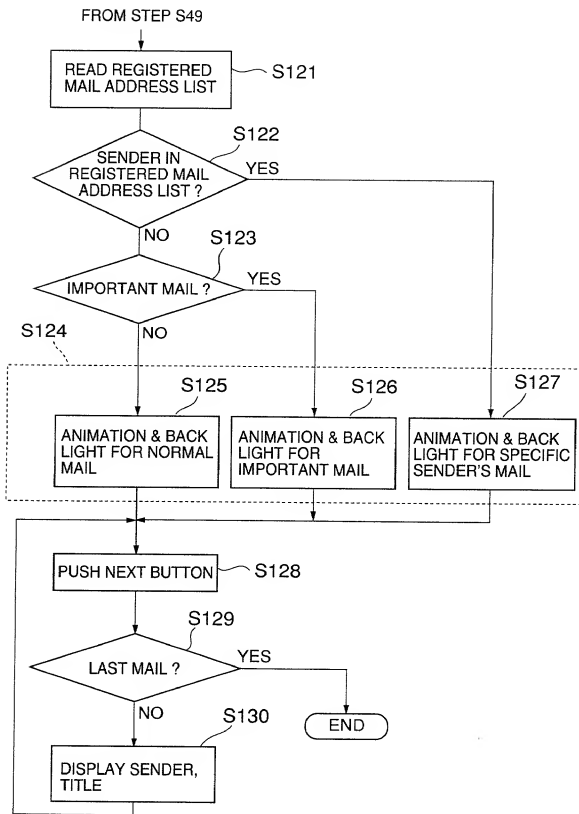 FROM STEP S49
READ REGISTERED
MAIL ADDRESS LIST
S121
S122
SENDER IN
REGISTERED MAIL
ADDRESS LIST ?
YES
NO
S123
IMPORTANT MAIL ?
YES
NO
S124
S125
S126
S127
ANIMATION & BACK
LIGHT FOR NORMAL
MAIL
ANIMATION & BACK
LIGHT FOR
IMPORTANT MAIL
ANIMATION & BACK
LIGHT FOR SPECIFIC
SENDER'S MAIL
PUSH NEXT BUTTON
S128
S129
LAST MAIL ?
YES
NO
END
S130
DISPLAY SENDER,
TITLE